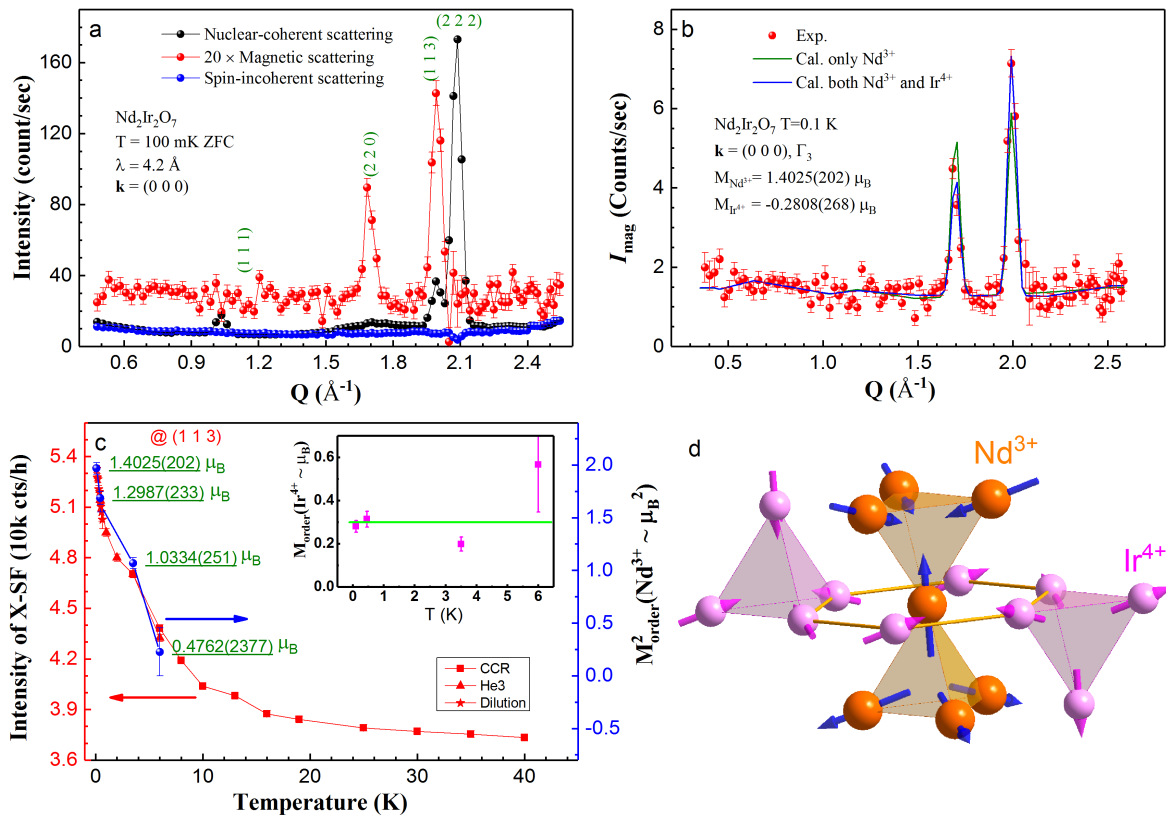 a
(2 2 2)
Nuclear-coherent scattering
20 × Magnetic scattering
Spin-incoherent scattering
(1 1 3)
Nd2Ir2O7
T = 100 mK ZFC
λ = 4.2 Å
k = (0 0 0)
(2 2 0)
(1 1 1)
160
120
80
40
0
Intensity (count/sec)
0.6 0.9 1.2 1.5 1.8 2.1 2.4
Q (Å-1)
b
Exp.
Cal. only Nd3+
Cal. both Nd3+ and Ir4+
Nd2Ir2O7 T=0.1 K
k = (0 0 0), Γ3
MNd3+= 1.4025(202) μB
MIr4+ = -0.2808(268) μB
8
6
4
2
0
Imag (Counts/sec)
0.5 1.0 1.5 2.0 2.5
Q (Å-1)
c
@ (1 1 3)
1.4025(202) μB
1.2987(233) μB
1.0334(251) μB
0.4762(2377) μB
5.4
5.1
4.8
4.5
4.2
3.9
3.6
Intensity of X-SF (10k cts/h)
0 10 20 30 40
Temperature (K)
2.0
1.5
1.0
0.5
0.0
-0.5
M2order(Nd3+ ~ μB2)
0.6
0.4
0.2
0.0
Morder(Ir4+ ~ μB)
0 1 2 3 4 5 6
T (K)
CCR
He3
Dilution
d
Nd3+
Ir4+